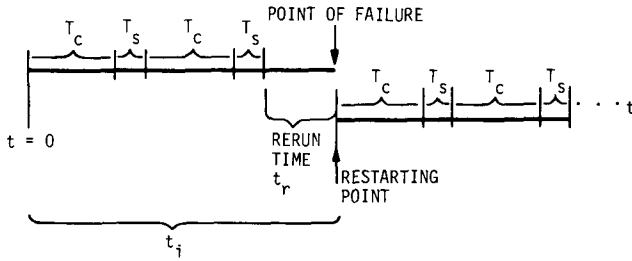 POINT OF FAILURE
T_c T_s T_c T_s
T_c T_s T_c T_s
· · · t
t = 0
RERUN
TIME
t_r
RESTARTING
POINT
t_i